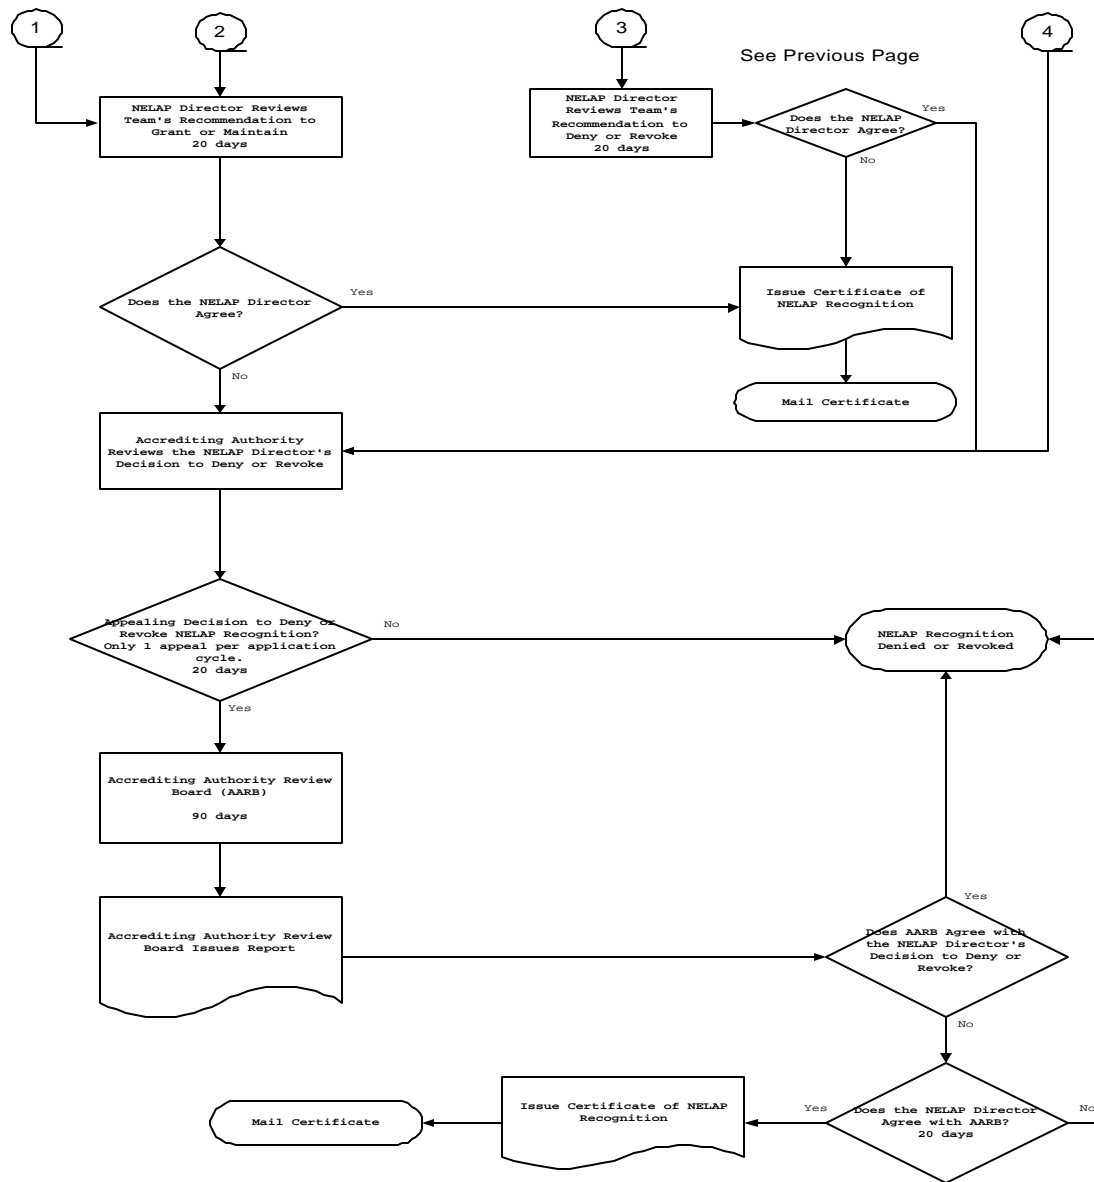 1
2
3
4
See Previous Page
NELAP Director Reviews
Team's Recommendation to
Grant or Maintain
20 days
NELAP Director
Reviews Team's
Recommendation to
Deny or Revoke
20 days
Does the NELAP
Director Agree?
Yes
No
Does the NELAP Director
Agree?
Yes
No
Issue Certificate of
NELAP Recognition
Mail Certificate
Accrediting Authority
Reviews the NELAP Director's
Decision to Deny or Revoke
Appealing Decision to Deny or
Revoke NELAP Recognition?
Only 1 appeal per application
cycle.
20 days
No
Yes
NELAP Recognition
Denied or Revoked
Accrediting Authority Review
Board (AARB)
90 days
Accrediting Authority Review
Board Issues Report
Yes
Does AARB Agree with
the NELAP Director's
Decision to Deny or
Revoke?
No
Does the NELAP Director
Agree with AARB?
20 days
Yes
No
Issue Certificate of NELAP
Recognition
Mail Certificate